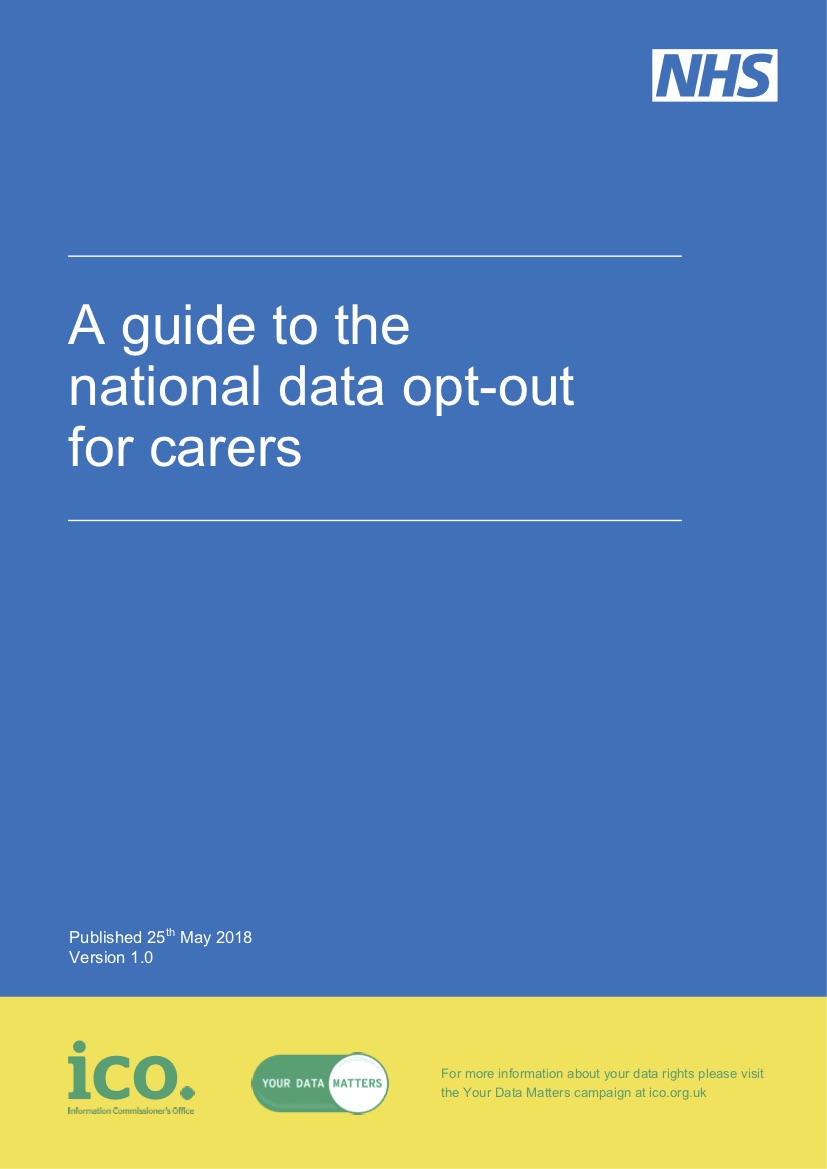 NHS
A guide to the
national data opt-out
for carers
Published 25th May 2018
Version 1.0
ico.
Information Commissioner's Office
YOUR DATA MATTERS
For more information about your data rights please visit
the Your Data Matters campaign at ico.org.uk